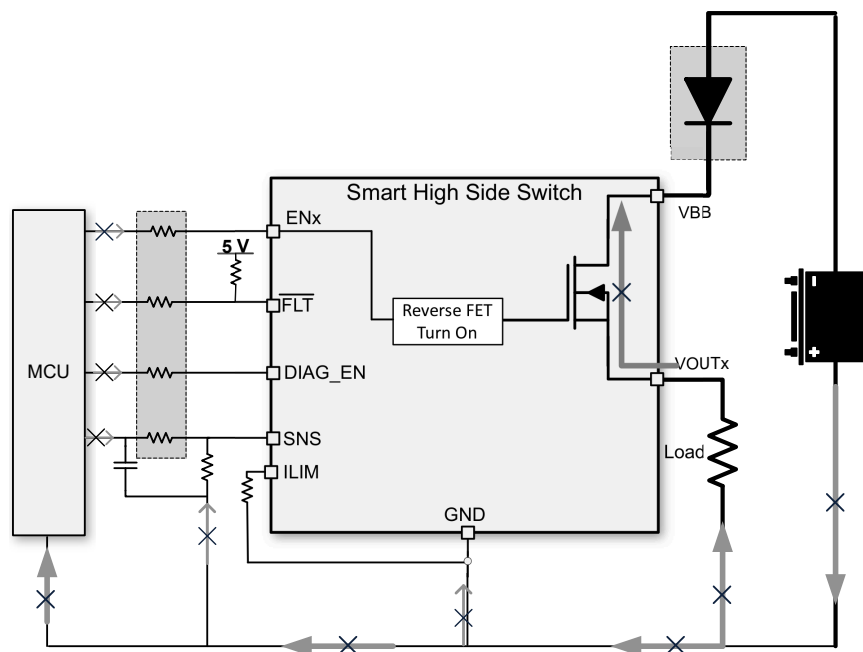 Smart High Side Switch
VBB
ENx
5 V
FLT
Reverse FET
Turn On
VOUTx
MCU
DIAG_EN
SNS
ILIM
Load
GND
-
+